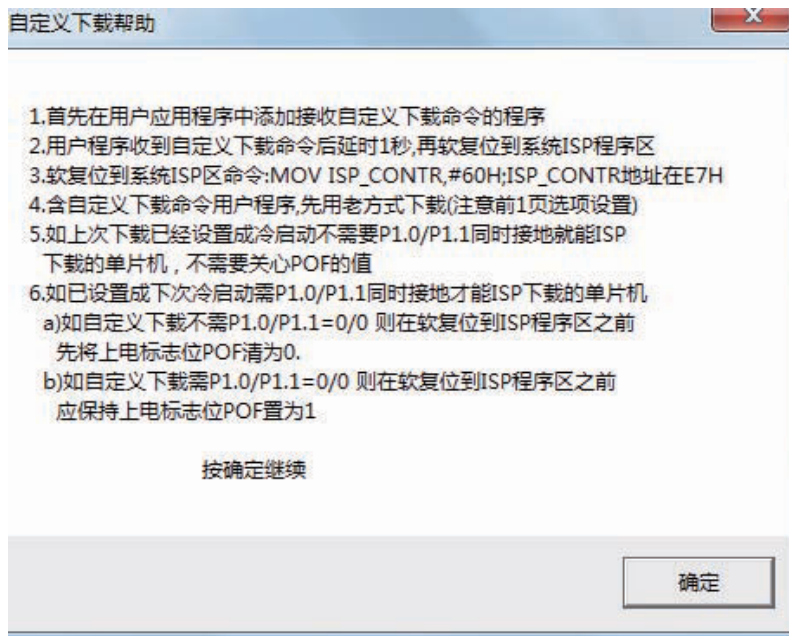 自定义下载帮助
X
1.首先在用户应用程序中添加接收自定义下载命令的程序
2.用户程序收到自定义下载命令后延时1秒,再软复位到系统ISP程序区
3.软复位到系统ISP区命令:MOV ISP_CONTR,#60H;ISP_CONTR地址在E7H
4.含自定义下载命令用户程序,先用老方式下载(注意前1页选项设置)
5.如上次下载已经设置成冷启动不需要P1.0/P1.1同时接地就能ISP
下载的单片机，不需要关心POF的值
6.如已设置成下次冷启动需P1.0/P1.1同时接地才能ISP下载的单片机
a)如自定义下载不需P1.0/P1.1=0/0 则在软复位到ISP程序区之前
先将上电标志位POF清为0.
b)如自定义下载需P1.0/P1.1=0/0 则在软复位到ISP程序区之前
应保持上电标志位POF置为1
按确定继续
确定